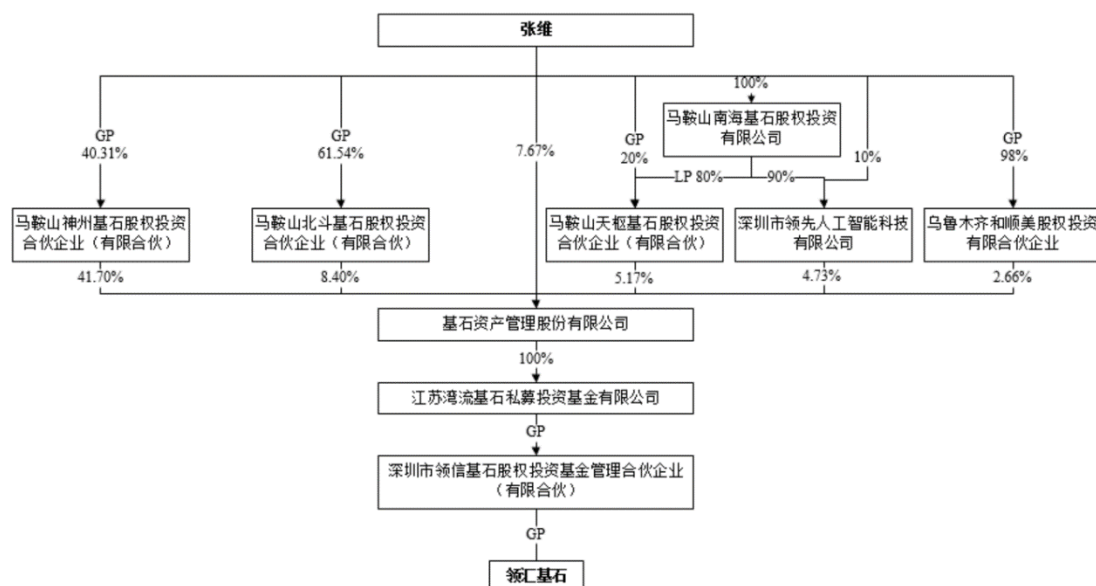 张维
100%
马鞍山南海基石股权投资
有限公司
GP
40.31%
GP
61.54%
7.67%
GP
20%
10%
GP
98%
LP 80%
90%
马鞍山神州基石股权投资
合伙企业（有限合伙）
马鞍山北斗基石股权投资
合伙企业（有限合伙）
马鞍山天枢基石股权投资
合伙企业（有限合伙）
深圳市领先人工智能科技
有限公司
乌鲁木齐和顺美股权投资
有限合伙企业
41.70%
8.40%
5.17%
4.73%
2.66%
基石资产管理股份有限公司
100%
江苏湾流基石私募投资基金有限公司
GP
深圳市领信基石股权投资基金管理合伙企业
（有限合伙）
GP
领汇基石